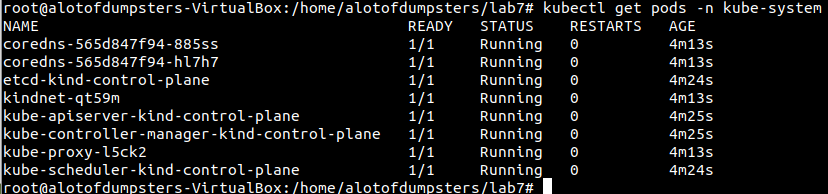 root@alotofdumpsters-VirtualBox:/home/alotofdumpsters/lab7# kubectl get pods -n kube-system
NAME READY STATUS RESTARTS AGE
coredns-565d847f94-885ss 1/1 Running 0 4m13s
coredns-565d847f94-hl7h7 1/1 Running 0 4m13s
etcd-kind-control-plane 1/1 Running 0 4m24s
kindnet-qt59m 1/1 Running 0 4m13s
kube-apiserver-kind-control-plane 1/1 Running 0 4m25s
kube-controller-manager-kind-control-plane 1/1 Running 0 4m25s
kube-proxy-l5ck2 1/1 Running 0 4m13s
kube-scheduler-kind-control-plane 1/1 Running 0 4m24s
root@alotofdumpsters-VirtualBox:/home/alotofdumpsters/lab7#